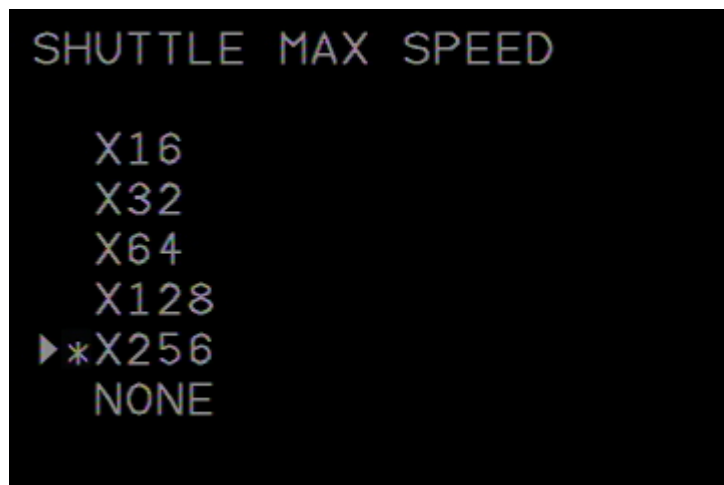 SHUTTLE MAX SPEED
X16
X32
X64
X128
▶*X256
NONE